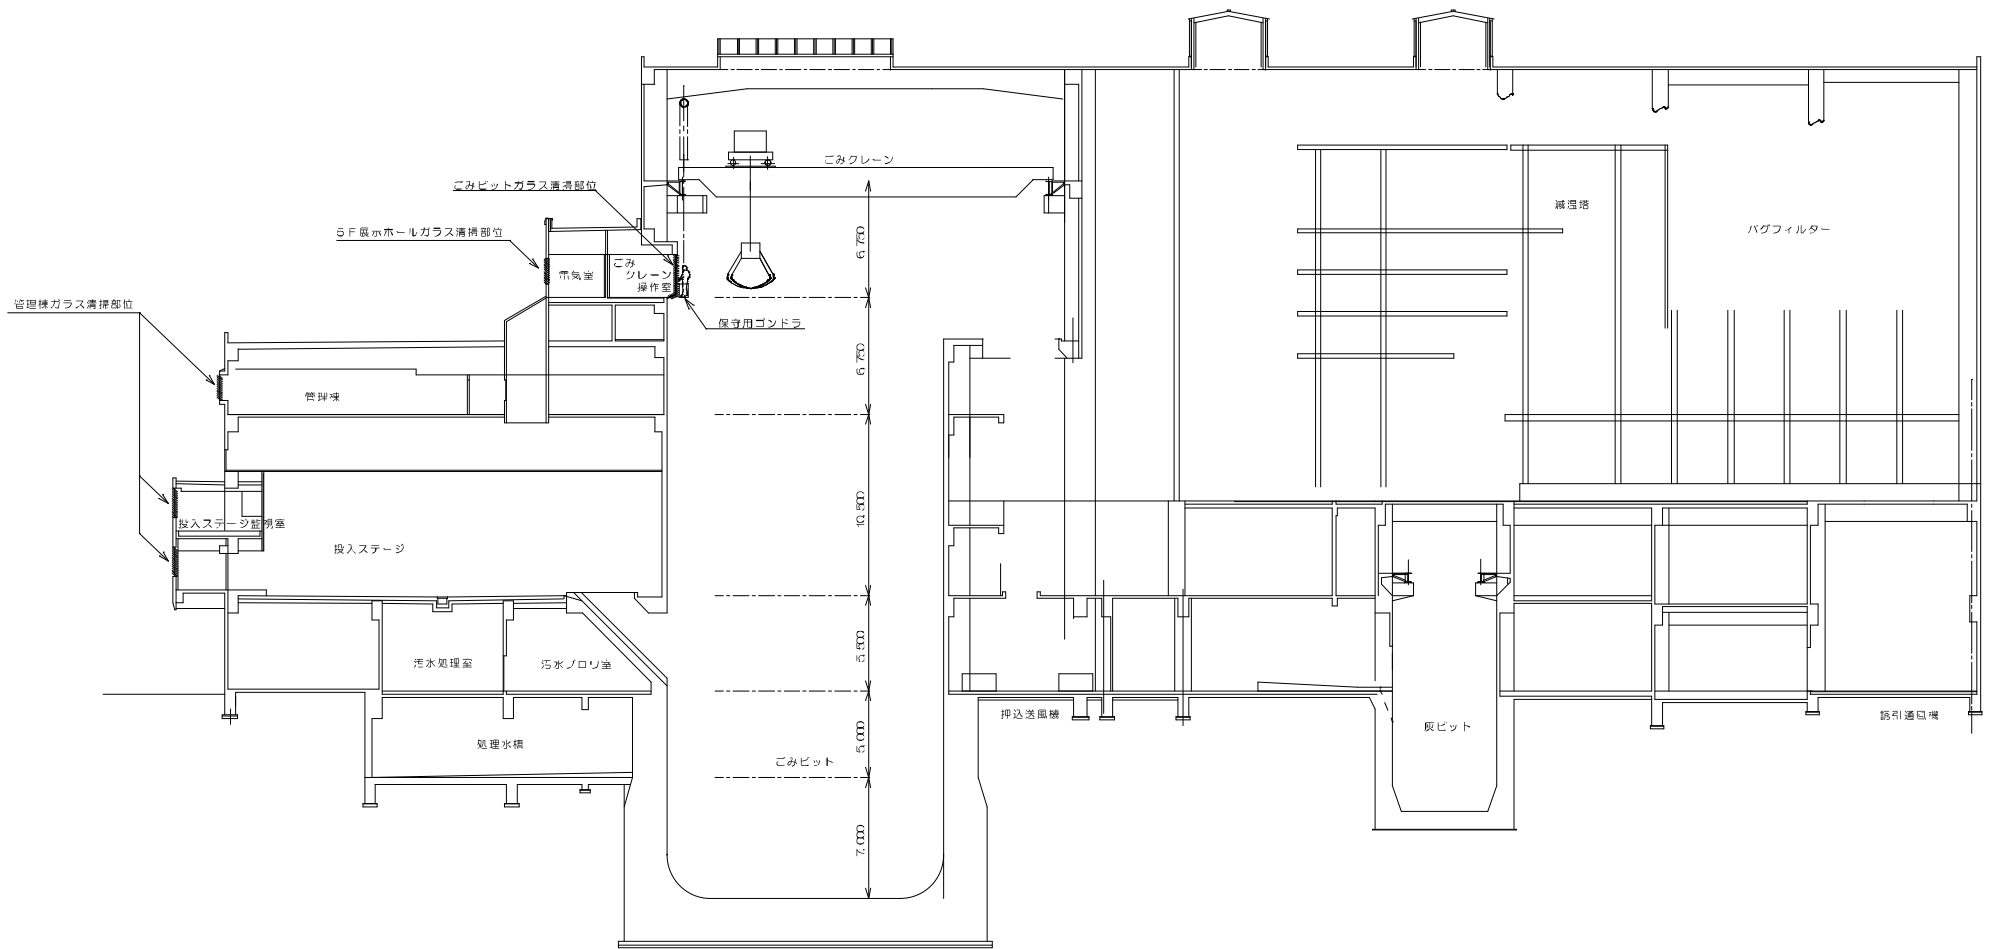 ごみクレーン
ごみピットガラス清掃部位
減湿塔
バグフィルター
5F展示ホールガラス清掃部位
6,750
ごみ
クレーン
操作室
電気室
管理棟ガラス清掃部位
保守用ゴンドラ
6,750
管理棟
10,500
投入ステージ監視室
投入ステージ
5,500
汚水処理室
汚水ブロワ室
押込送風機
誘引通風機
灰ピット
5,000
処理水槽
ごみピット
7,000